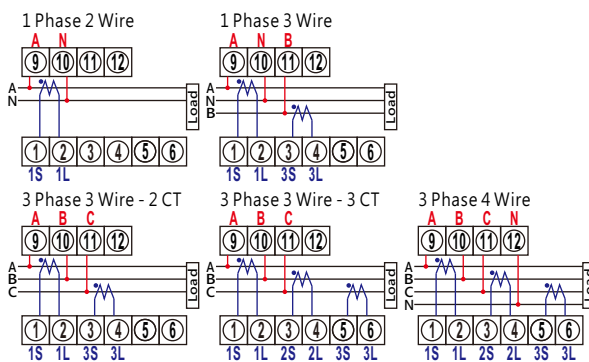 1 Phase 2 Wire
A N
9 10 11 12
A
N
Load
1 2 3 4 5 6
1S 1L
1 Phase 3 Wire
A N B
9 10 11 12
A
N
B
Load
1 2 3 4 5 6
1S 1L 3S 3L
3 Phase 3 Wire - 2 CT
A B C
9 10 11 12
A
B
C
Load
1 2 3 4 5 6
1S 1L 3S 3L
3 Phase 3 Wire - 3 CT
A B C
9 10 11 12
A
B
C
Load
1 2 3 4 5 6
1S 1L 2S 2L 3S 3L
3 Phase 4 Wire
A B C N
9 10 11 12
A
B
C
N
Load
1 2 3 4 5 6
1S 1L 2S 2L 3S 3L